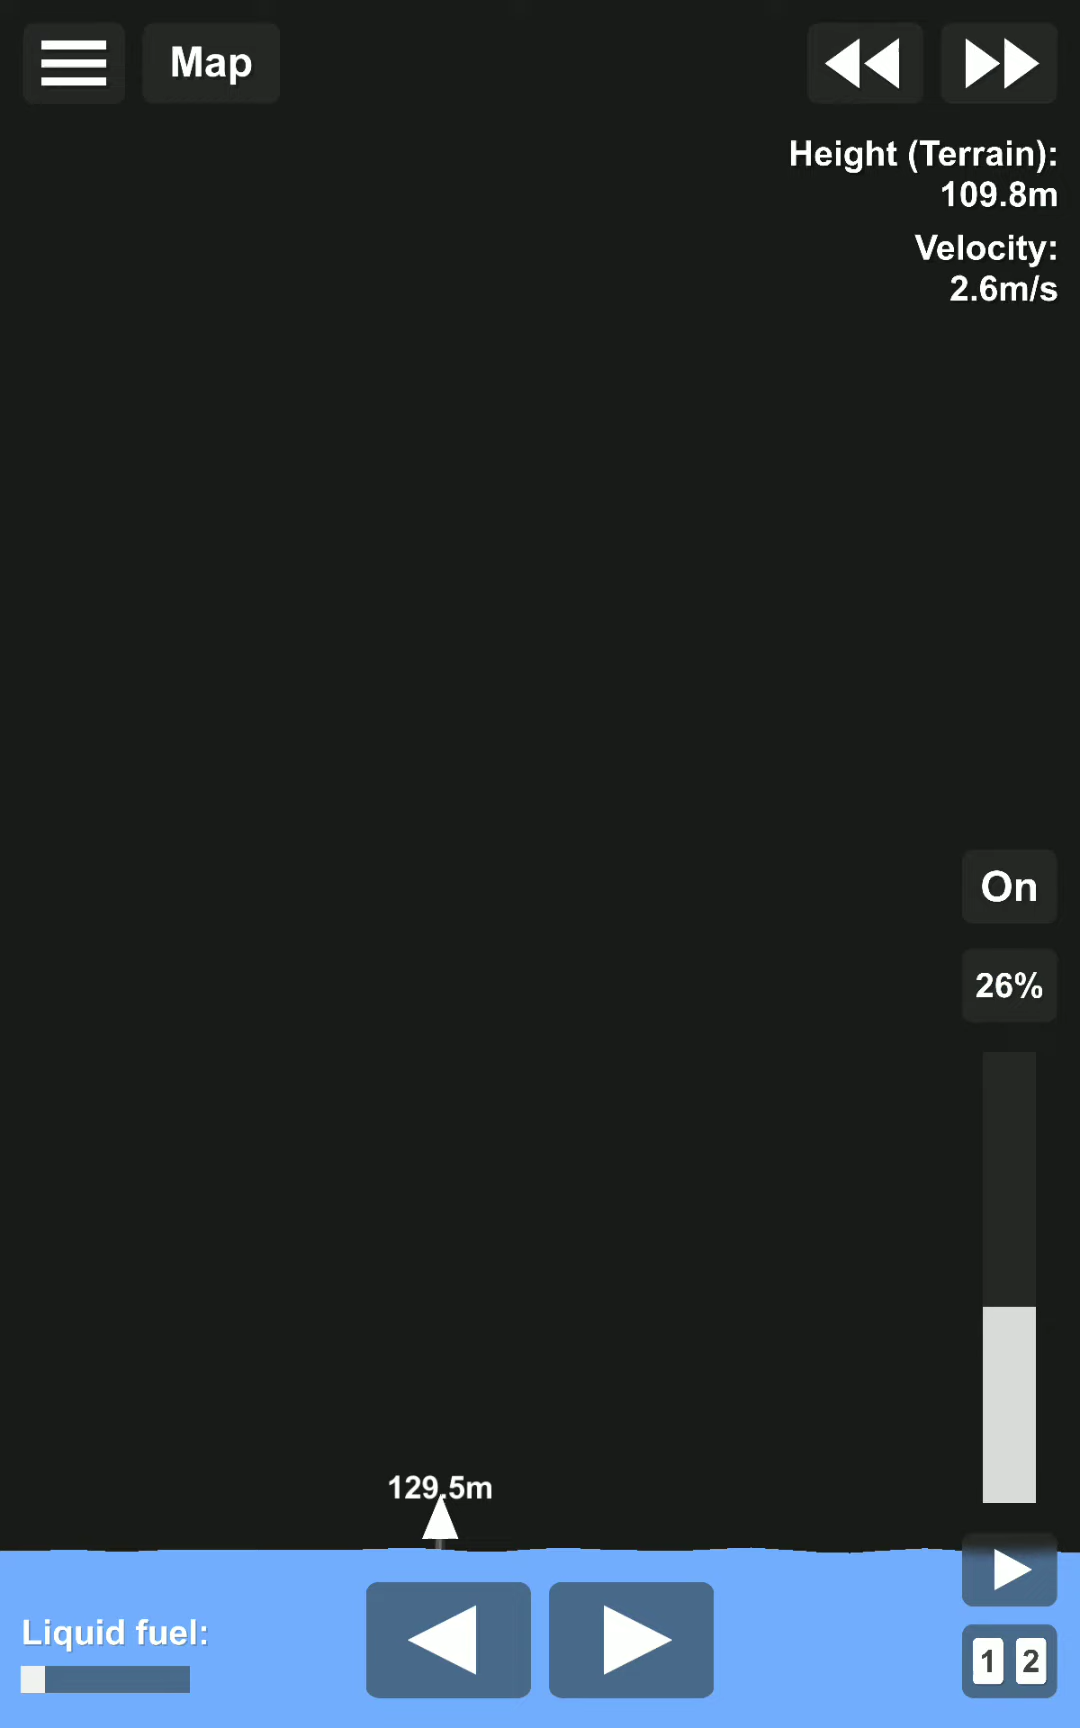 Map
Height (Terrain):
109.8m
Velocity:
2.6m/s
On
26%
129.5m
Liquid fuel:
1 2